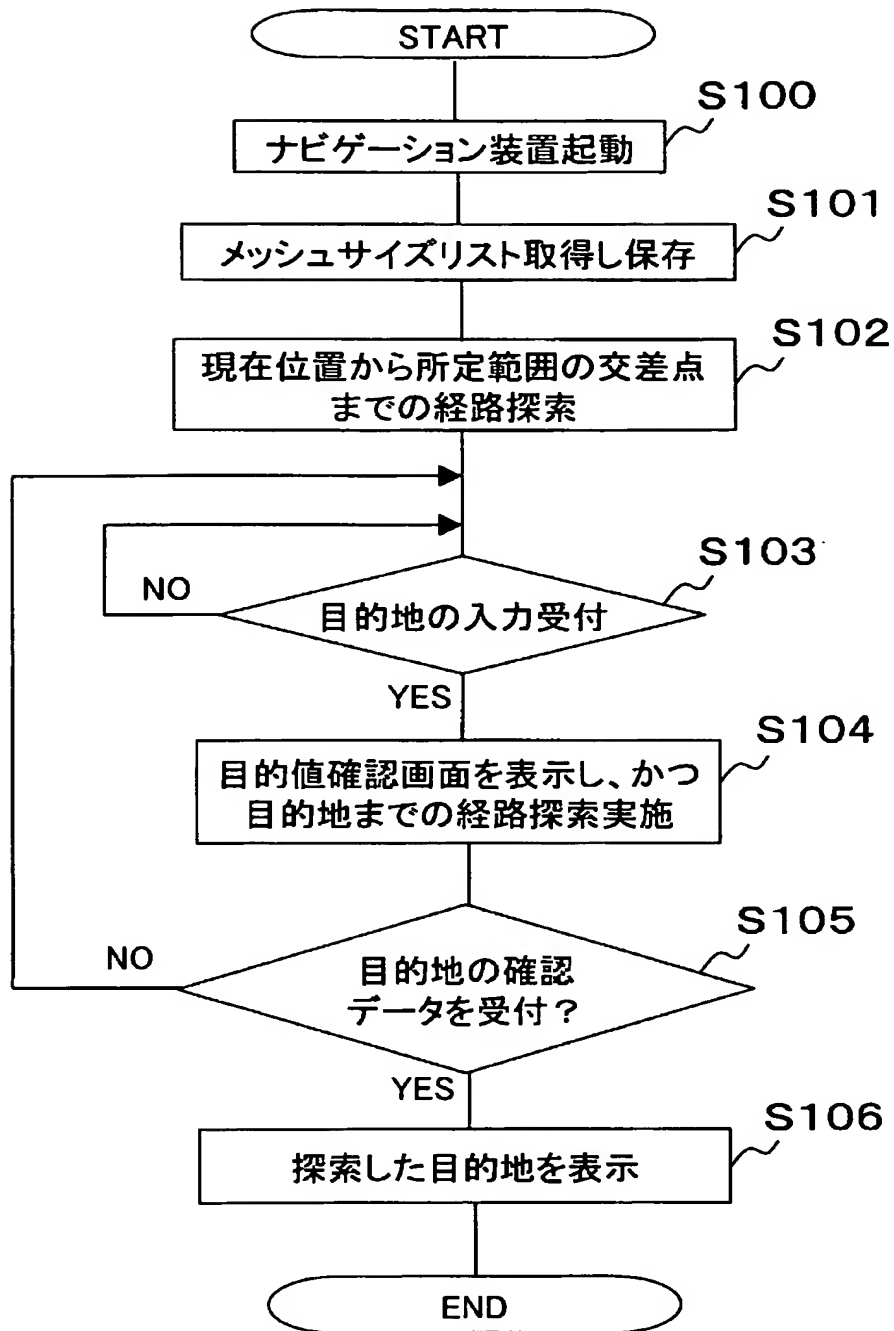 START
S100
ナビゲーション装置起動
S101
メッシュサイズリスト取得し保存
S102
現在位置から所定範囲の交差点
までの経路探索
S103
NO
目的地の入力受付
YES
S104
目的値確認画面を表示し、かつ
目的地までの経路探索実施
S105
NO
目的地の確認
データを受付？
YES
S106
探索した目的地を表示
END